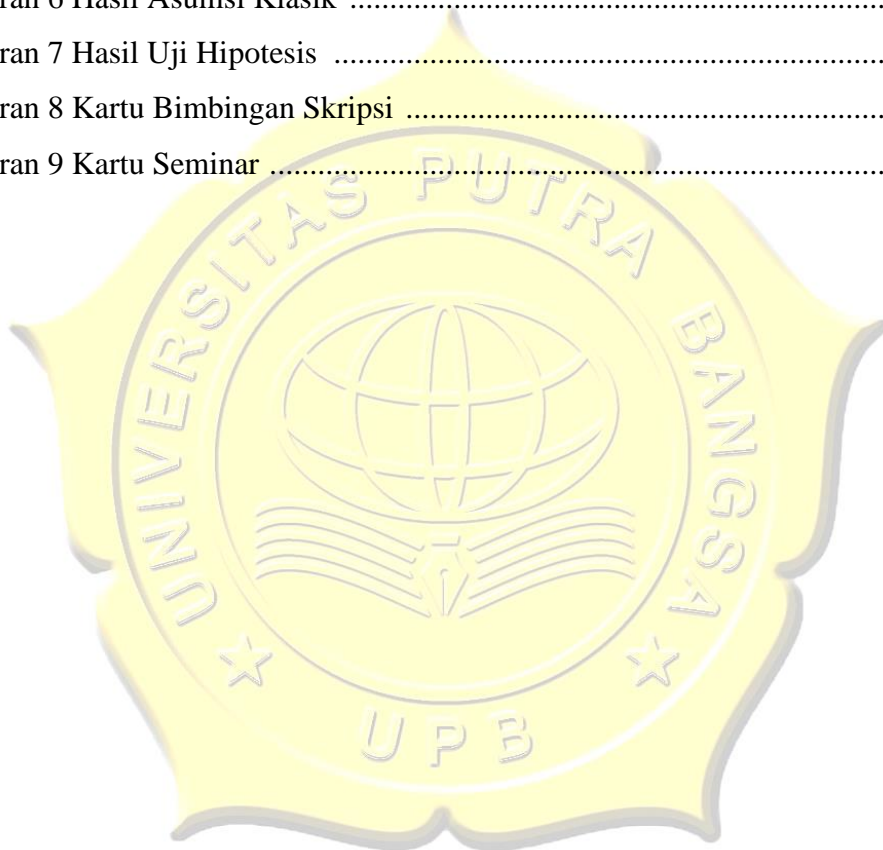 ran 6 Hasil Asumsi Klasik ....................................................................
ran 7 Hasil Uji Hipotesis ......................................................................
ran 8 Kartu Bimbingan Skripsi .............................................................
ran 9 Kartu Seminar ..............................................................................
UNIVERSITAS PUTRA BANGSA
UPB